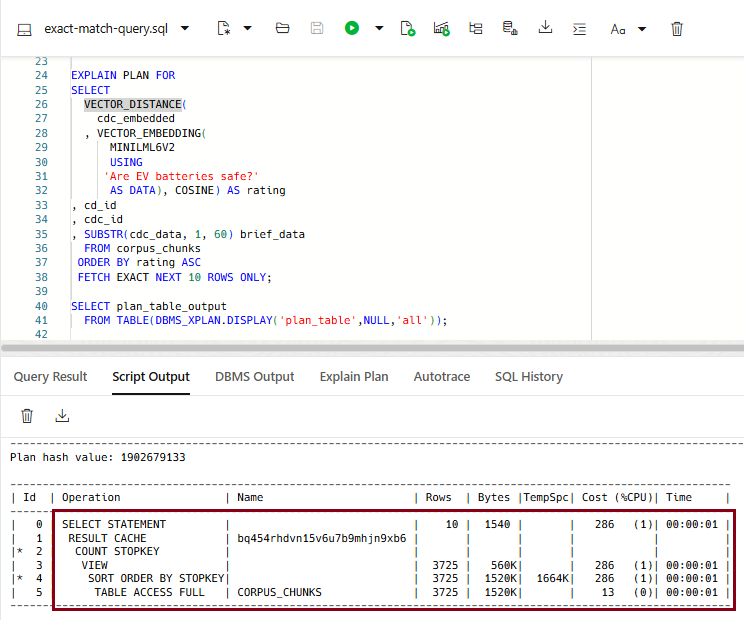 exact-match-query.sql
Aa
23
24 EXPLAIN PLAN FOR
25 SELECT
26 VECTOR_DISTANCE(
27 cdc_embedded
28 , VECTOR_EMBEDDING(
29 MINILML6V2
30 USING
31 'Are EV batteries safe?'
32 AS DATA), COSINE) AS rating
33 , cd_id
34 , cdc_id
35 , SUBSTR(cdc_data, 1, 60) brief_data
36 FROM corpus_chunks
37 ORDER BY rating ASC
38 FETCH EXACT NEXT 10 ROWS ONLY;
39
40 SELECT plan_table_output
41 FROM TABLE(DBMS_XPLAN.DISPLAY('plan_table',NULL,'all'));
42
Query Result Script Output DBMS Output Explain Plan Autotrace SQL History
Plan hash value: 1902679133
| Id | Operation | Name | Rows | Bytes |TempSpc| Cost (%CPU)| Time |
| 0 | SELECT STATEMENT | | 10 | 1540 | | 286 (1)| 00:00:01 |
| 1 | RESULT CACHE | bq454rhdvn15v6u7b9mhjn9xb6 | | | | | |
|* 2 | COUNT STOPKEY | | | | | | |
| 3 | VIEW | | 3725 | 560K| | 286 (1)| 00:00:01 |
|* 4 | SORT ORDER BY STOPKEY| | 3725 | 1520K| 1664K| 286 (1)| 00:00:01 |
| 5 | TABLE ACCESS FULL | CORPUS_CHUNKS | 3725 | 1520K| | 13 (0)| 00:00:01 |